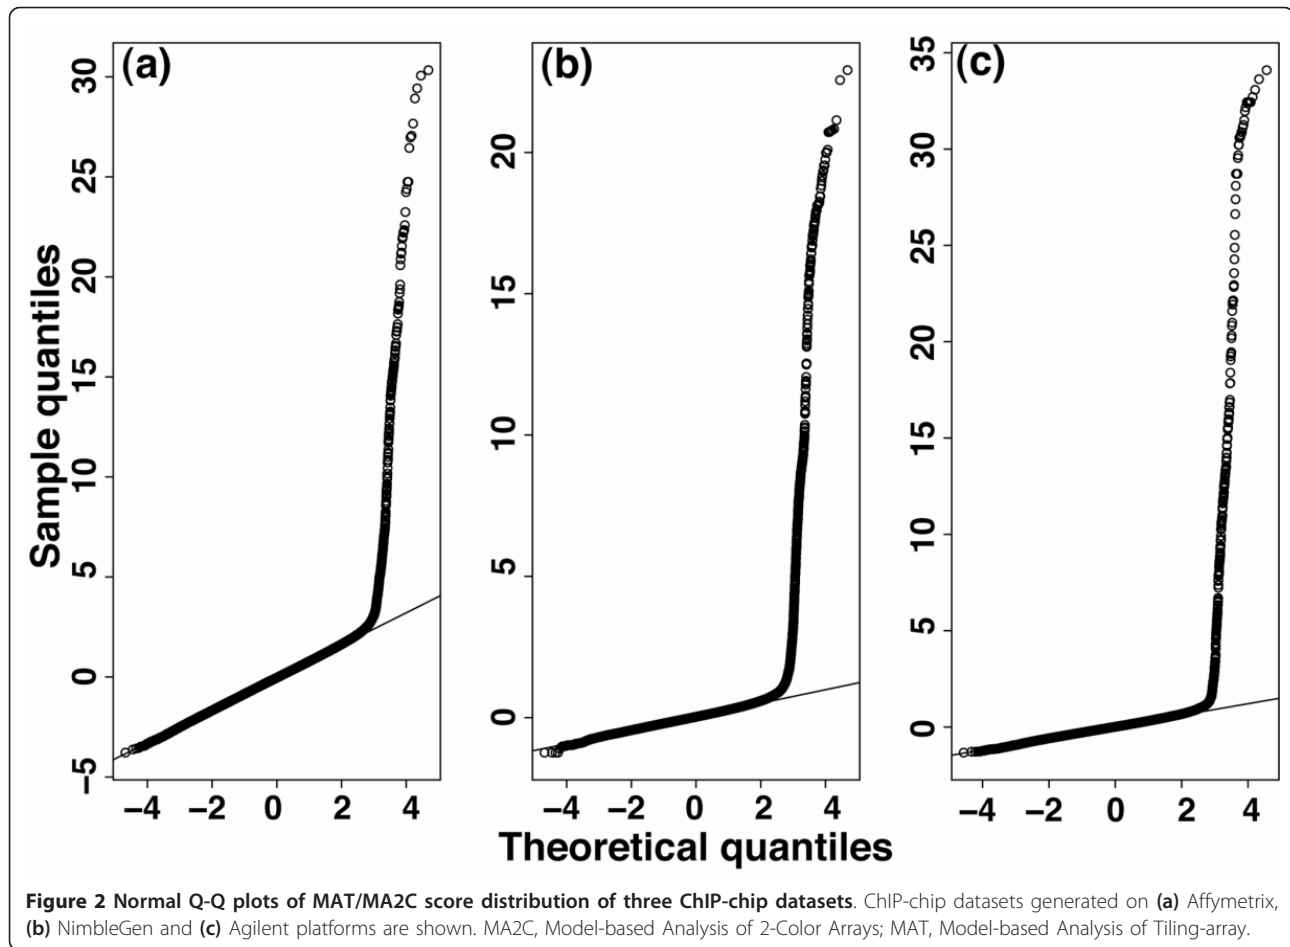 (a)
(b)
(c)
30
25
20
15
10
5
0
−5
20
15
10
5
0
35
30
25
20
15
10
5
0
Sample quantiles
−4 −2 0 2 4
−4 −2 0 2 4
−4 −2 0 2 4
Theoretical quantiles
Figure 2 Normal Q-Q plots of MAT/MA2C score distribution of three ChIP-chip datasets. ChIP-chip datasets generated on (a) Affymetrix,
(b) NimbleGen and (c) Agilent platforms are shown. MA2C, Model-based Analysis of 2-Color Arrays; MAT, Model-based Analysis of Tiling-array.